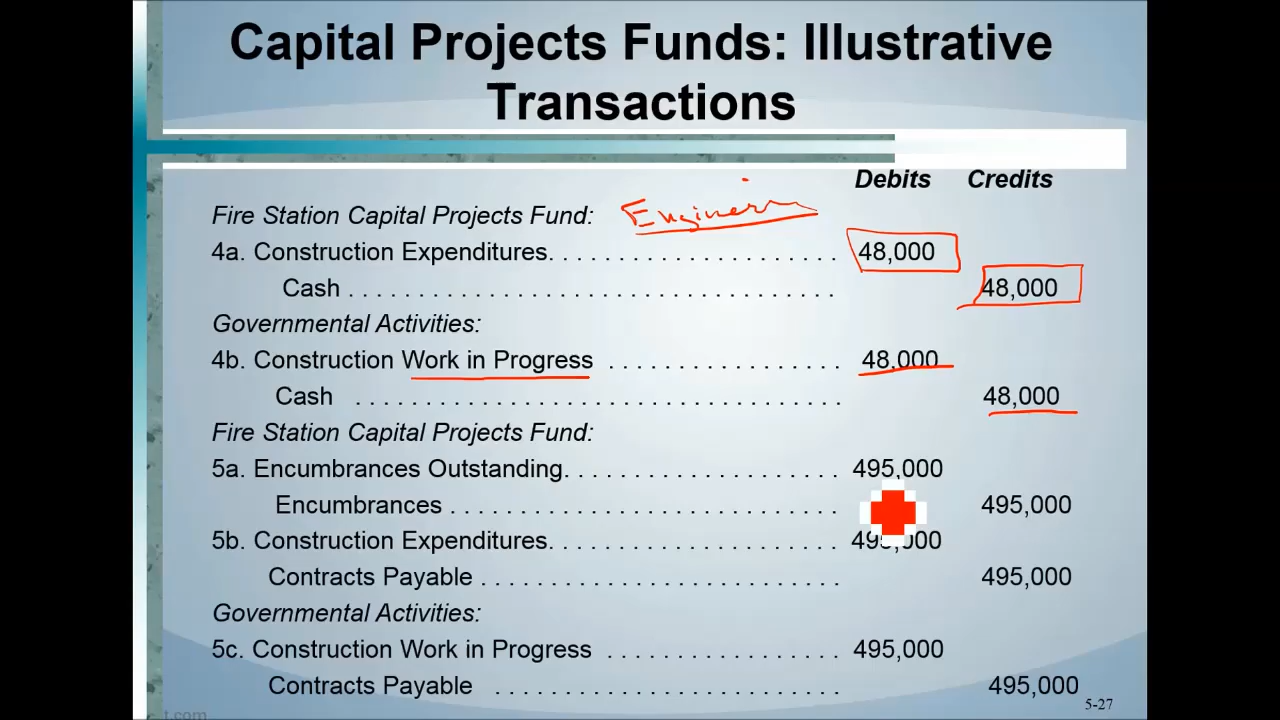 Capital Projects Funds: Illustrative
Transactions
Debits Credits
Fire Station Capital Projects Fund:
4a. Construction Expenditures. . . . . . . . . . . . . . . . . . . . . 48,000
Cash . . . . . . . . . . . . . . . . . . . . . . . . . . . . . . . . . . . 48,000
Governmental Activities:
4b. Construction Work in Progress . . . . . . . . . . . . . . . . . 48,000
Cash . . . . . . . . . . . . . . . . . . . . . . . . . . . . . . . . . . . 48,000
Fire Station Capital Projects Fund:
5a. Encumbrances Outstanding. . . . . . . . . . . . . . . . . . . . 495,000
Encumbrances . . . . . . . . . . . . . . . . . . . . . . . . . . . . 495,000
5b. Construction Expenditures. . . . . . . . . . . . . . . . . . . . . 495,000
Contracts Payable . . . . . . . . . . . . . . . . . . . . . . . . . . 495,000
Governmental Activities:
5c. Construction Work in Progress . . . . . . . . . . . . . . . . . 495,000
Contracts Payable . . . . . . . . . . . . . . . . . . . . . . . . . 495,000
5-27